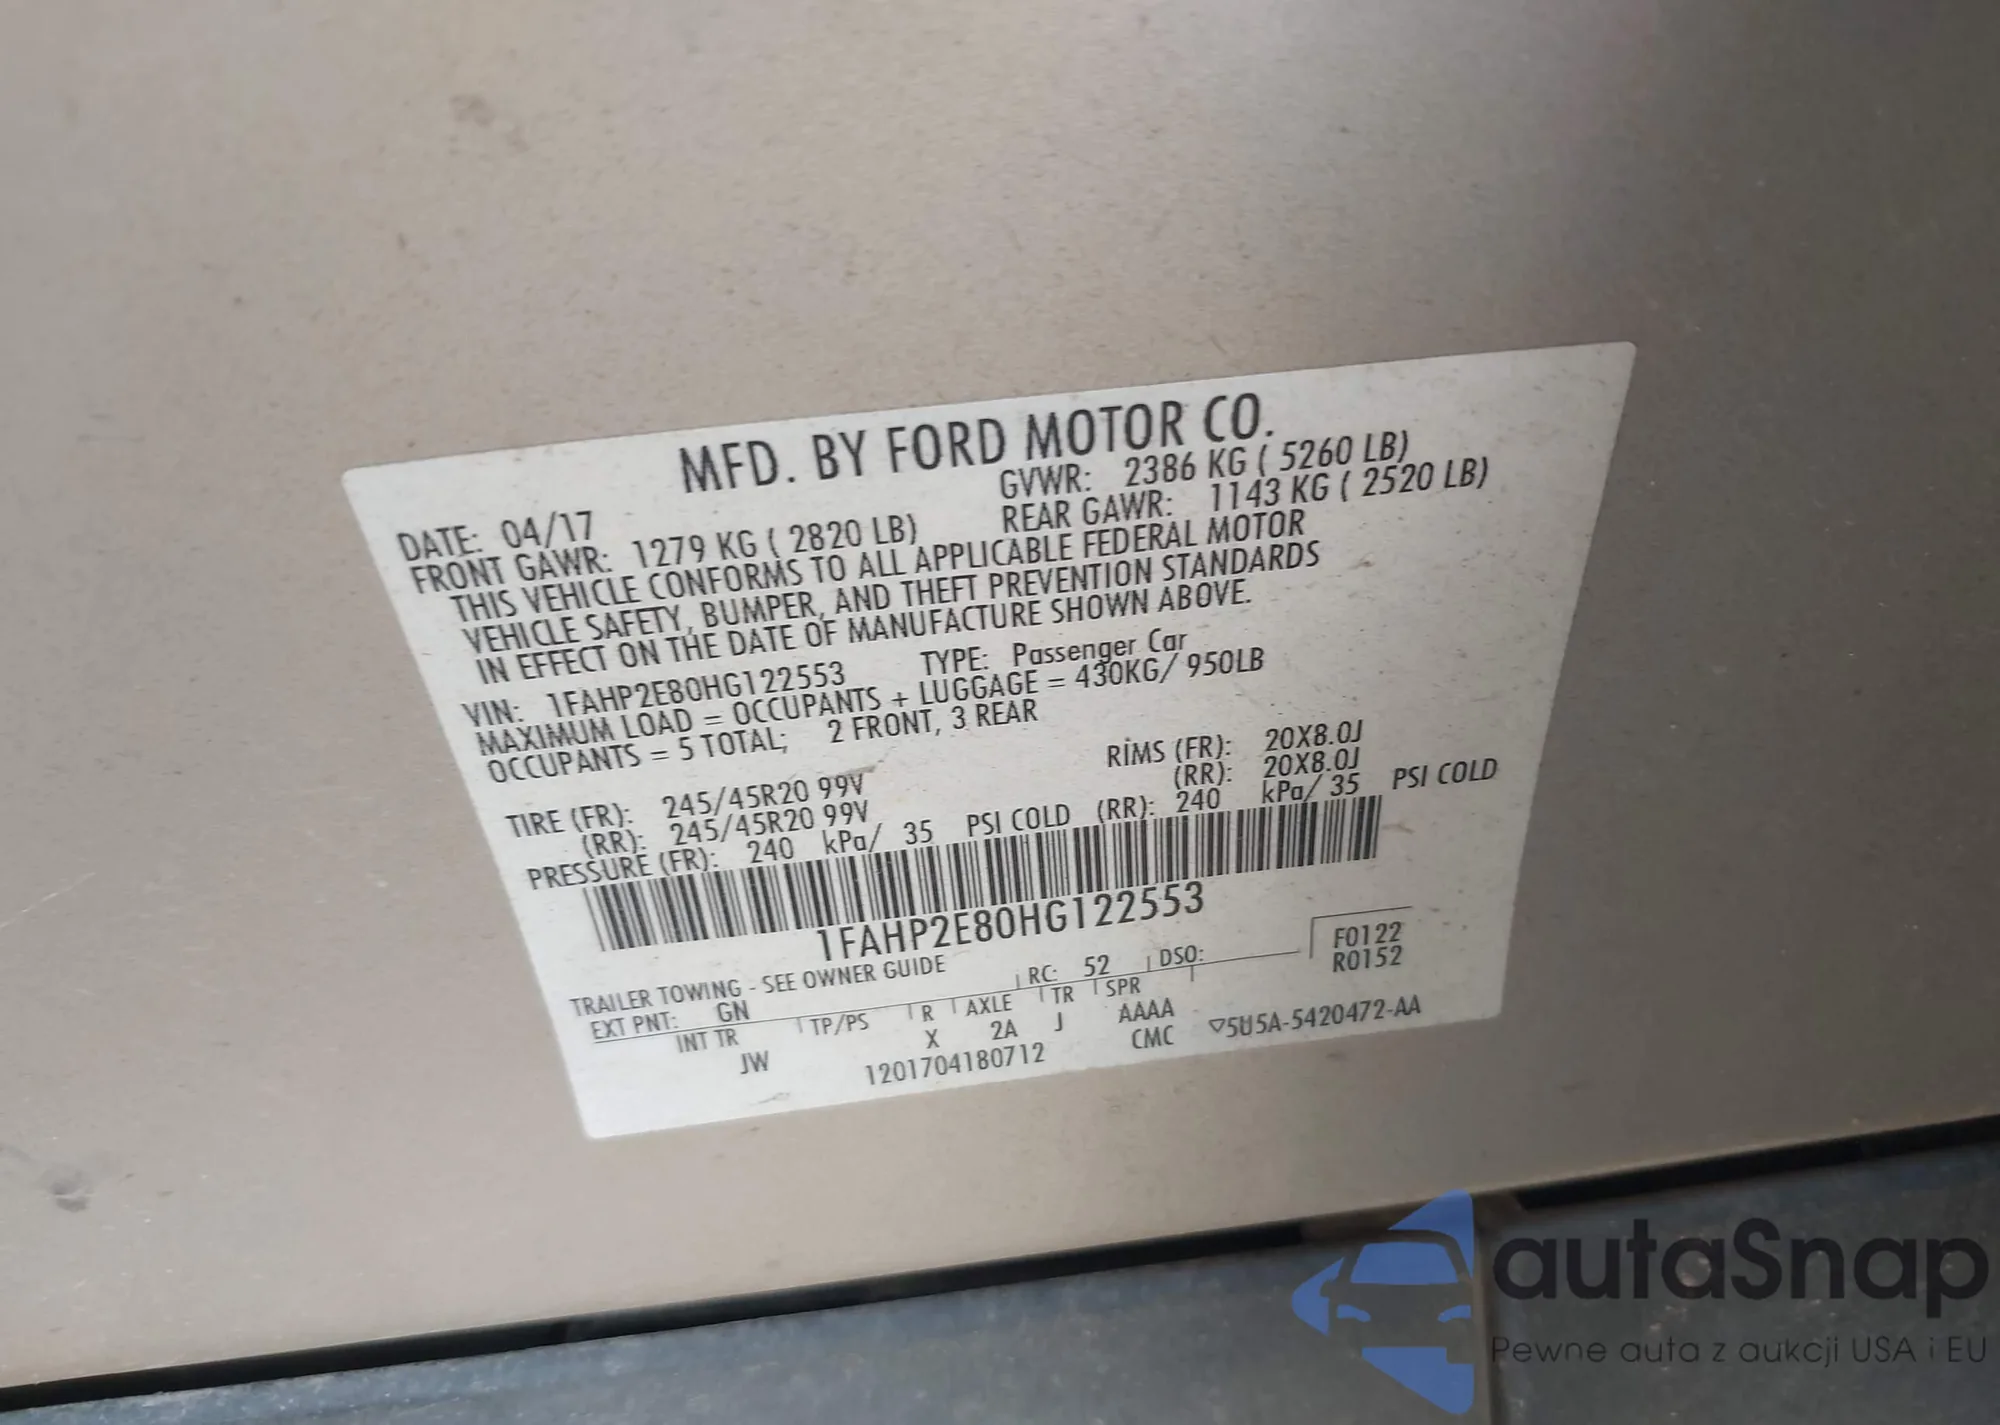 MFD. BY FORD MOTOR CO.
DATE: 04/17 GVWR: 2386 KG ( 5260 LB)
FRONT GAWR: 1279 KG ( 2820 LB) REAR GAWR: 1143 KG ( 2520 LB)
THIS VEHICLE CONFORMS TO ALL APPLICABLE FEDERAL MOTOR
VEHICLE SAFETY, BUMPER, AND THEFT PREVENTION STANDARDS
IN EFFECT ON THE DATE OF MANUFACTURE SHOWN ABOVE.
VIN: 1FAHP2E80HG122553 TYPE: Passenger Car
MAXIMUM LOAD = OCCUPANTS + LUGGAGE = 430KG/ 950LB
OCCUPANTS = 5 TOTAL; 2 FRONT, 3 REAR
TIRE (FR): 245/45R20 99V RIMS (FR): 20X8.0J
(RR): 245/45R20 99V (RR): 20X8.0J
PRESSURE (FR): 240 kPa/ 35 PSI COLD (RR): 240 kPa/ 35 PSI COLD
1FAHP2E80HG122553
TRAILER TOWING - SEE OWNER GUIDE
F0122
R0152
EXT PNT: GN RC: 52 DSO:
INT TR TP/PS R AXLE TR SPR
JW X 2A J AAAA
1201704180712 CMC 5U5A-5420472-AA
autaSnap
Pewne auta z aukcji USA i EU